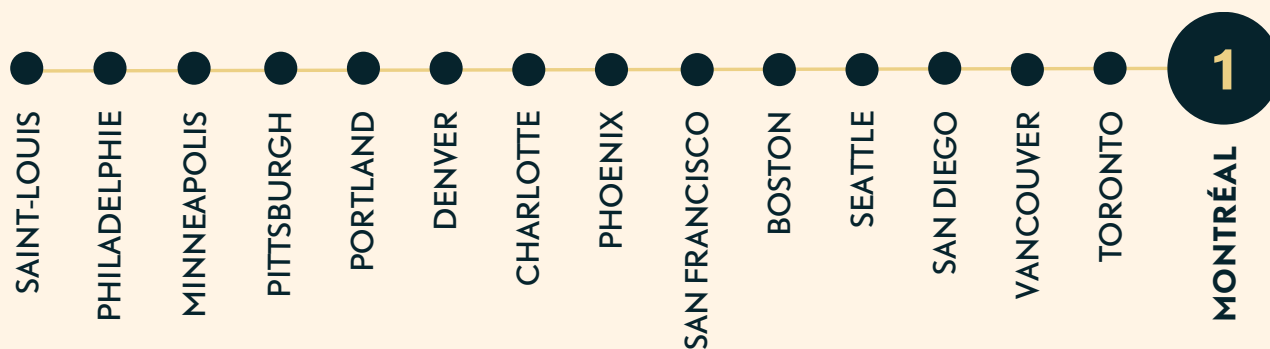 SAINT-LOUIS
PHILADELPHIE
MINNEAPOLIS
PITTSBURGH
PORTLAND
DENVER
CHARLOTTE
PHOENIX
SAN FRANCISCO
BOSTON
SEATTLE
SAN DIEGO
VANCOUVER
TORONTO
1
MONTRÉAL